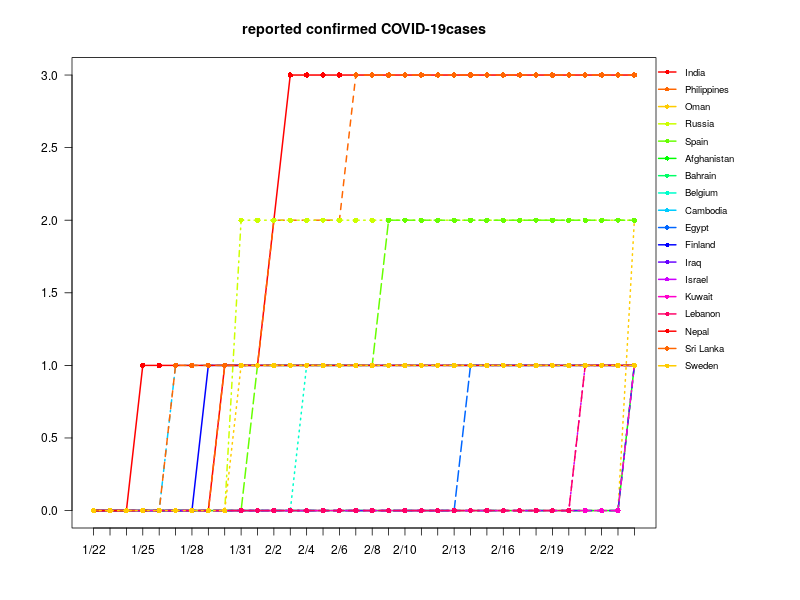 reported confirmed COVID-19cases
3.0
2.5
2.0
1.5
1.0
0.5
0.0
1/22 1/25 1/28 1/31 2/2 2/4 2/6 2/8 2/10 2/13 2/16 2/19 2/22
India
Philippines
Oman
Russia
Spain
Afghanistan
Bahrain
Belgium
Cambodia
Egypt
Finland
Iraq
Israel
Kuwait
Lebanon
Nepal
Sri Lanka
Sweden